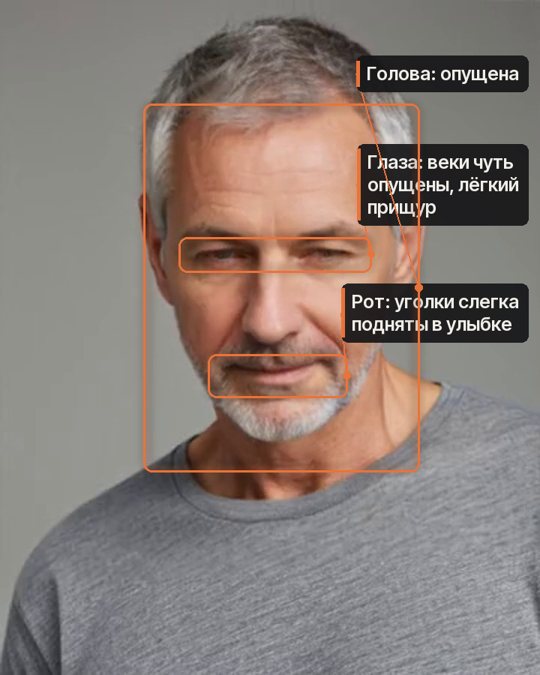 Голова: опущена
Глаза: веки чуть
опущены, лёгкий
прищур
Рот: уголки слегка
подняты в улыбке